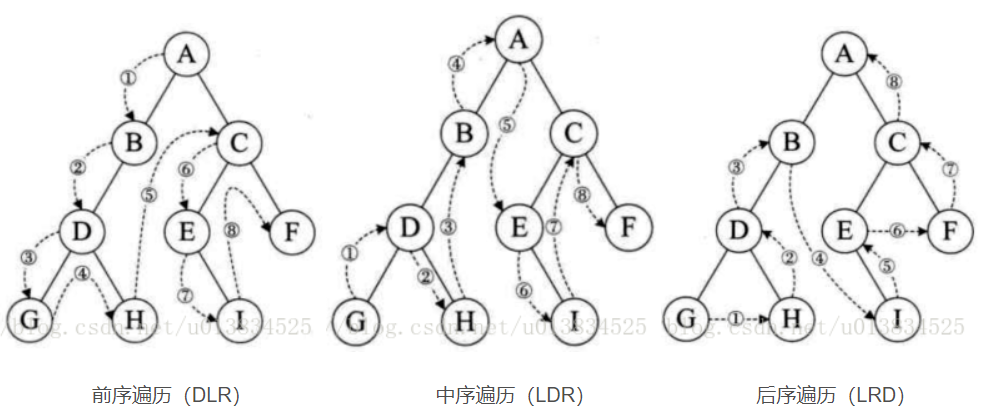 A
①
B C
② ⑥
⑤
D E F
③ ⑧
④
⑦
G H I
/blog.csdn.net/u013834525
前序遍历（DLR）
A
④
B C
⑤
⑧
D E F
③ ⑦
① ②
⑥
G H I
//blog.csdn.net/u013834525
中序遍历（LDR）
A
⑧
B C
③ ⑦
D E ⑥ F
② ④ ⑤
G ① H I
/blog.csdn.net/u013834525
后序遍历（LRD）